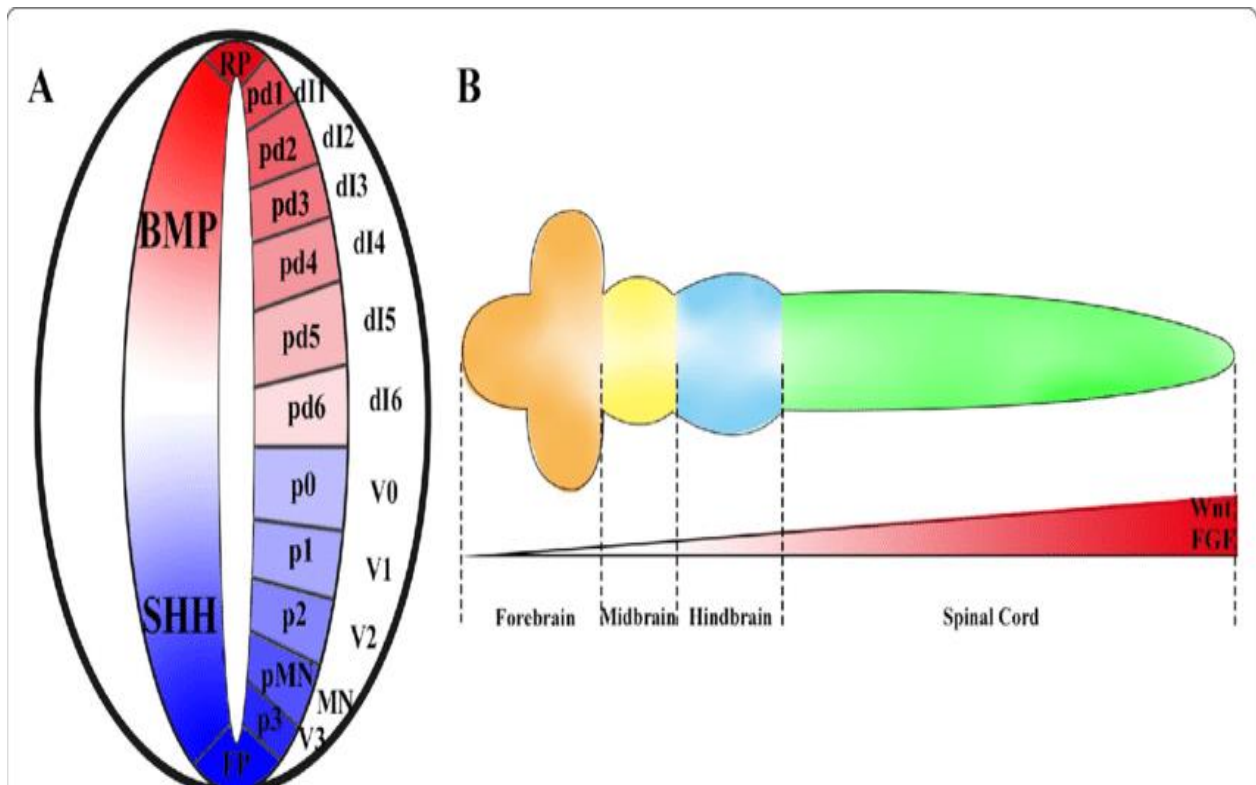 A
RP
pd1 dI1
pd2 dI2
pd3 dI3
pd4 dI4
pd5 dI5
pd6 dI6
p0 V0
p1 V1
p2 V2
pMN MN
p3 V3
FP
BMP
SHH
B
Wnt
FGF
Forebrain Midbrain Hindbrain Spinal Cord